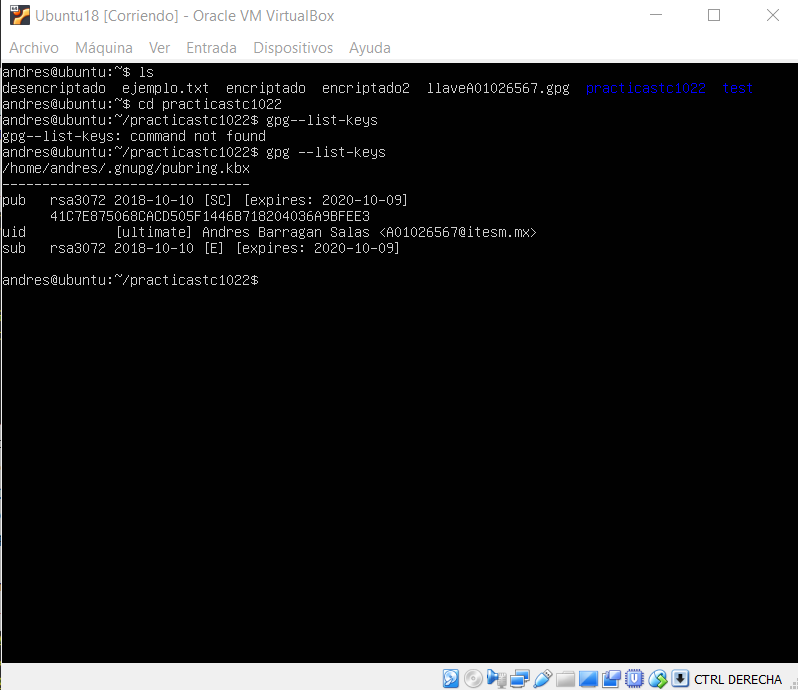 Ubuntu18 [Corriendo] - Oracle VM VirtualBox
Archivo Máquina Ver Entrada Dispositivos Ayuda
andres@ubuntu:~$ ls
desencriptado ejemplo.txt encriptado encriptado2 llaveA01026567.gpg practicastc1022 test
andres@ubuntu:~$ cd practicastc1022
andres@ubuntu:~/practicastc1022$ gpg--list-keys
gpg--list-keys: command not found
andres@ubuntu:~/practicastc1022$ gpg --list-keys
/home/andres/.gnupg/pubring.kbx
-------------------------------
pub rsa3072 2018-10-10 [SC] [expires: 2020-10-09]
41C7E875068CACD505F1446B718204036A9BFEE3
uid [ultimate] Andres Barragan Salas <A01026567@itesm.mx>
sub rsa3072 2018-10-10 [E] [expires: 2020-10-09]
andres@ubuntu:~/practicastc1022$
CTRL DERECHA